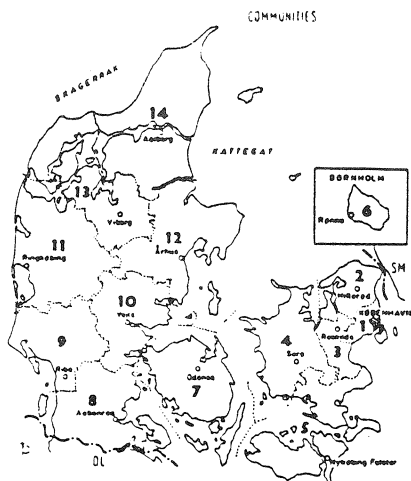 COMMUNITIES
SKAGERRAK
14
Aalborg
KATTEGAT
13
BORNHOLM
6
Rønne
Viborg
11
12
Ringkøbing
Århus
SM
2
Hillerød
10
KØBENHAVN
1
Vejle
Roskilde
9
4
3
Sorø
Ribe
Odense
7
8
Aabenraa
5
DL
Nykøbing Falster